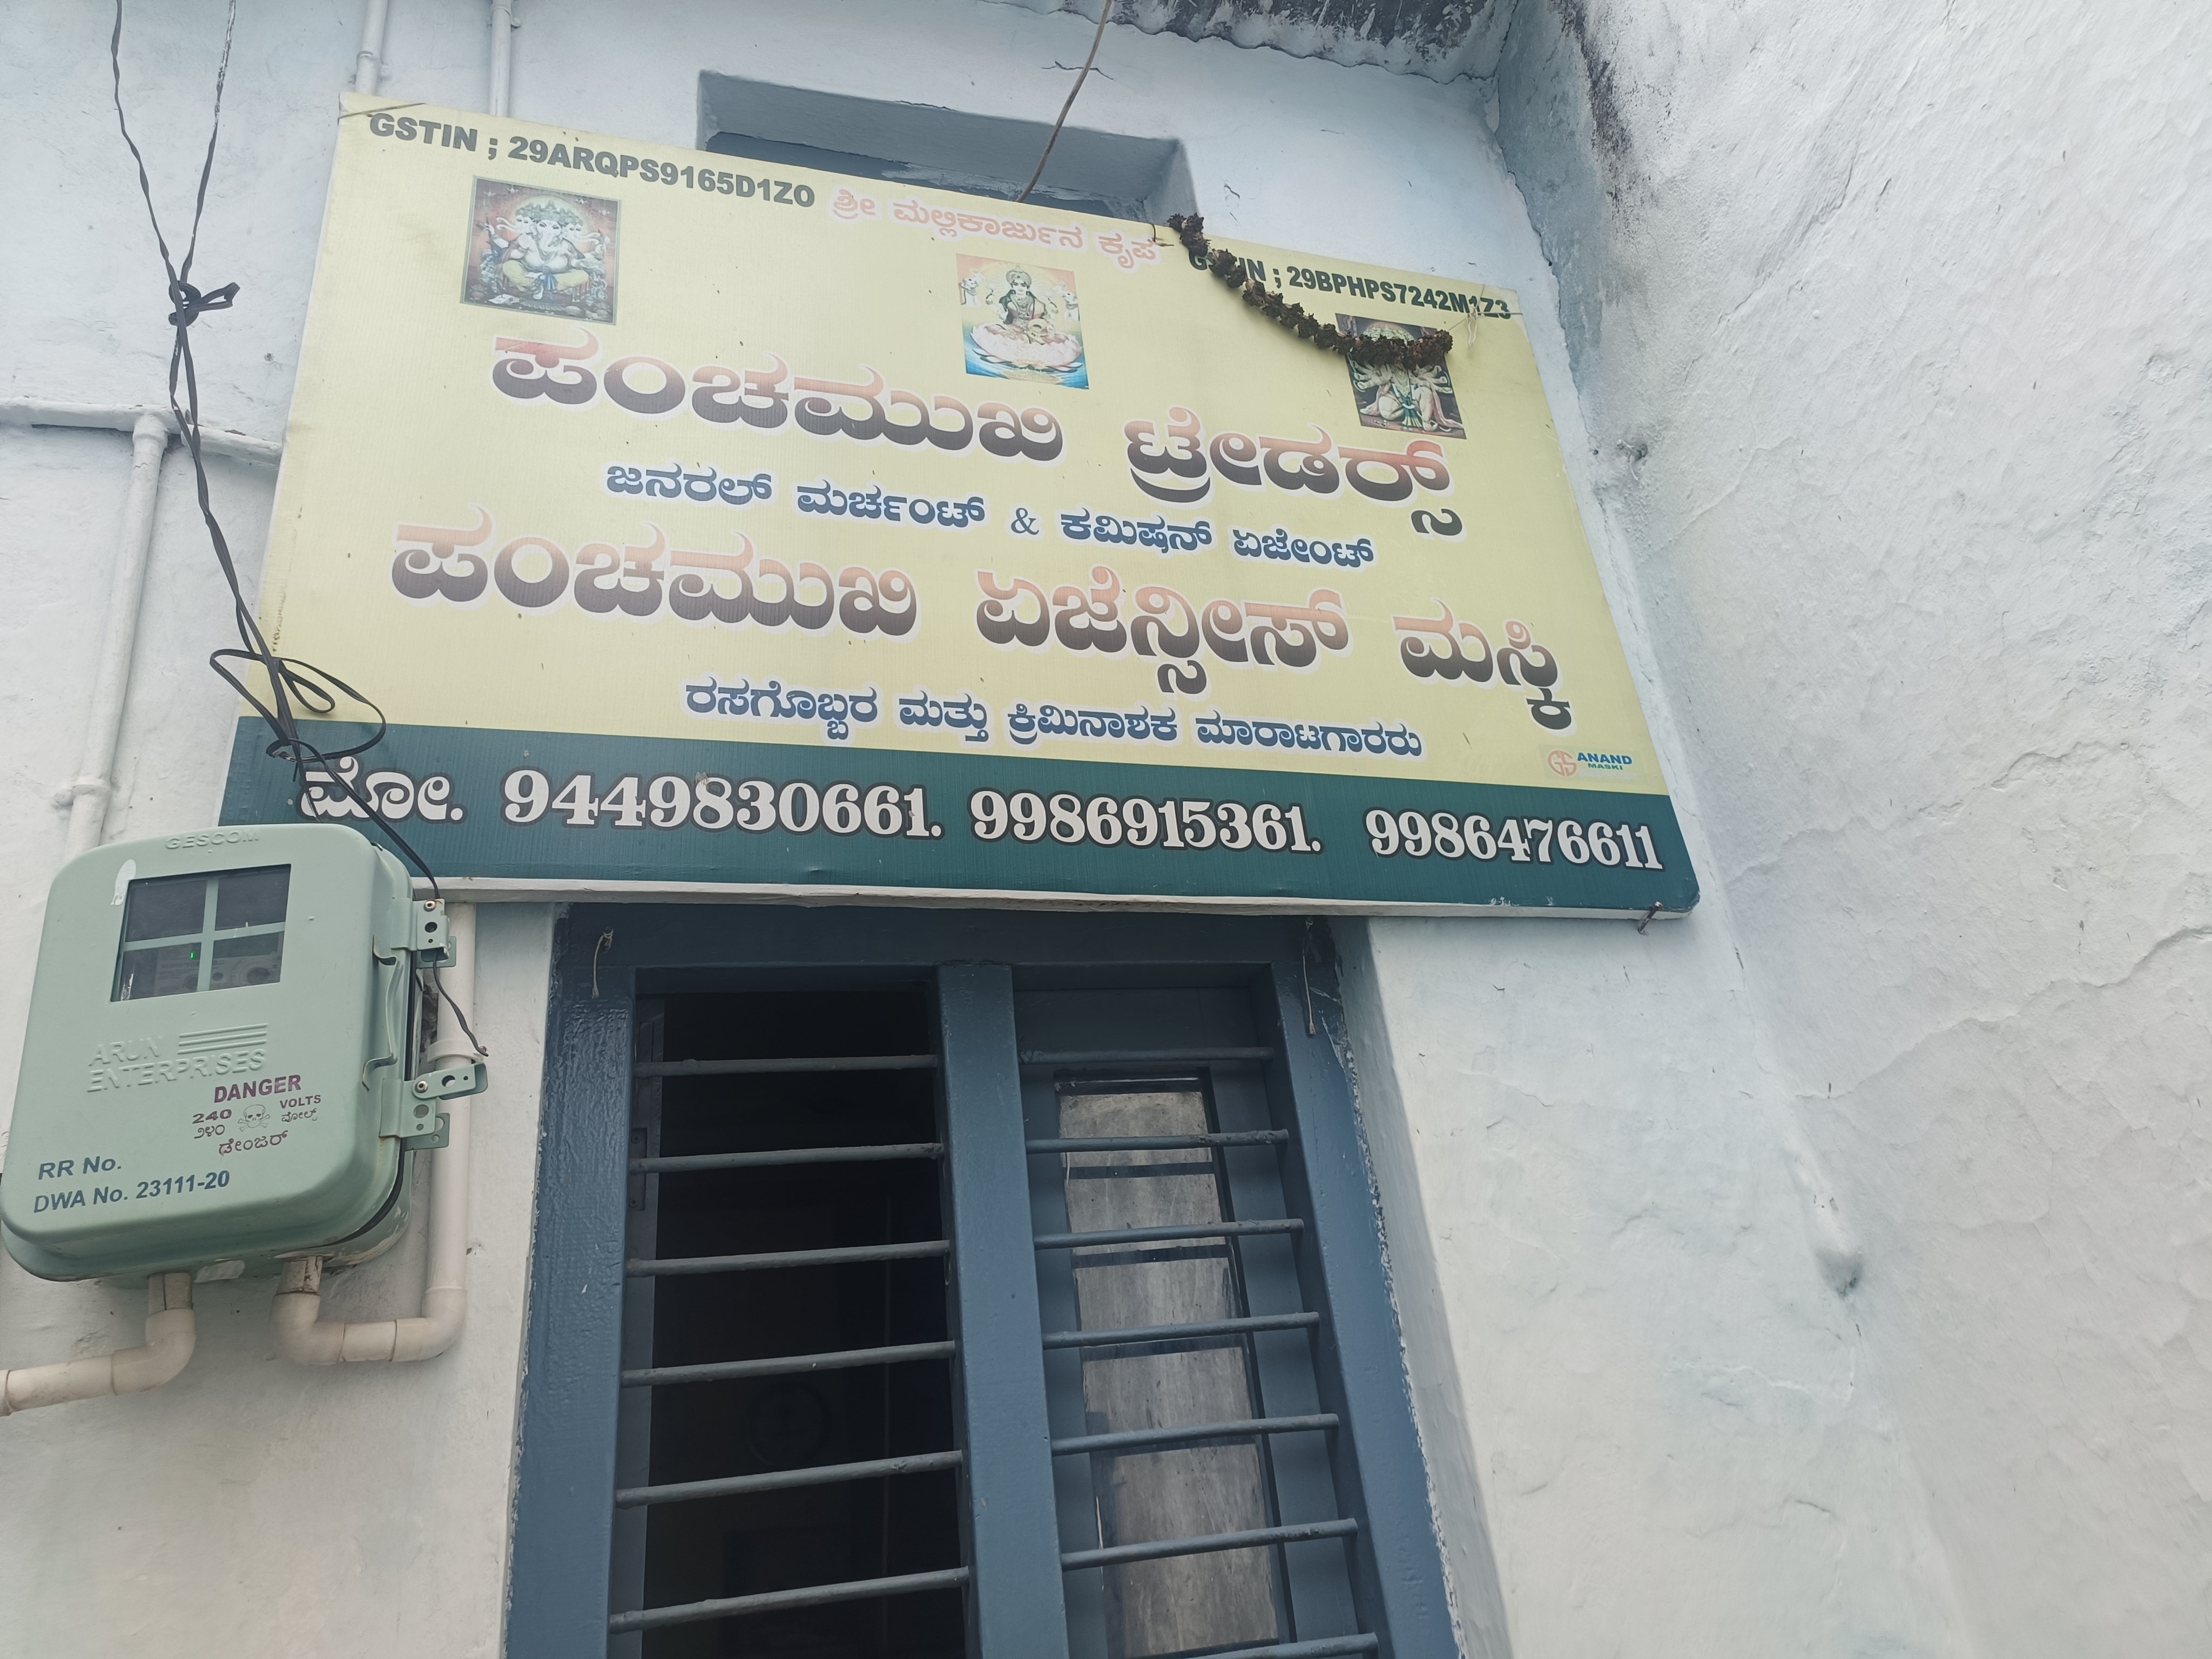 GSTIN ; 29ARQPS9165D1ZO
ಶ್ರೀ ಮಲ್ಲಿಕಾರ್ಜುನ ಕೃಪ
; 29BPHPS7242M1Z3
ಪಂಚಮುಖಿ ಟ್ರೇಡರ್ಸ್
ಜನರಲ್ ಮರ್ಚಂಟ್ & ಕಮಿಷನ್ ಏಜೇಂಟ್
ಪಂಚಮುಖಿ ಏಜೆನ್ಸೀಸ್ ಮಸ್ಕಿ
ರಸಗೊಬ್ಬರ ಮತ್ತು ಕ್ರಿಮಿನಾಶಕ ಮಾರಾಟಗಾರರು
ANAND
MASKI
ಮೋ. 9449830661. 9986915361. 9986476611
GESCOM
ARUN
ENTERPRISES
DANGER
240 VOLTS
೨೪೦ ವೋಲ್ಟ್
ಡೇಂಜರ್
RR No.
DWA No. 23111-20